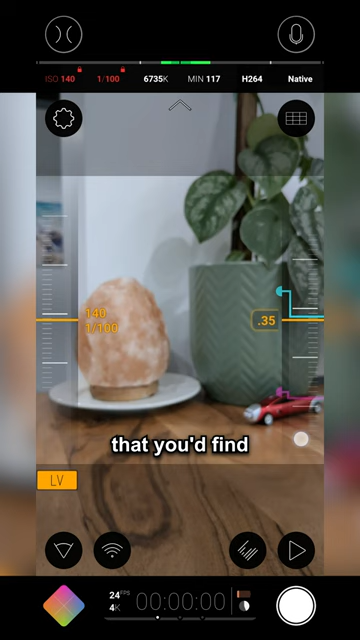 ISO 140 1/100 6735K MIN 117 H264 Native
140
1/100
.35
that you'd find
LV
24 FPS
4K
00:00:00